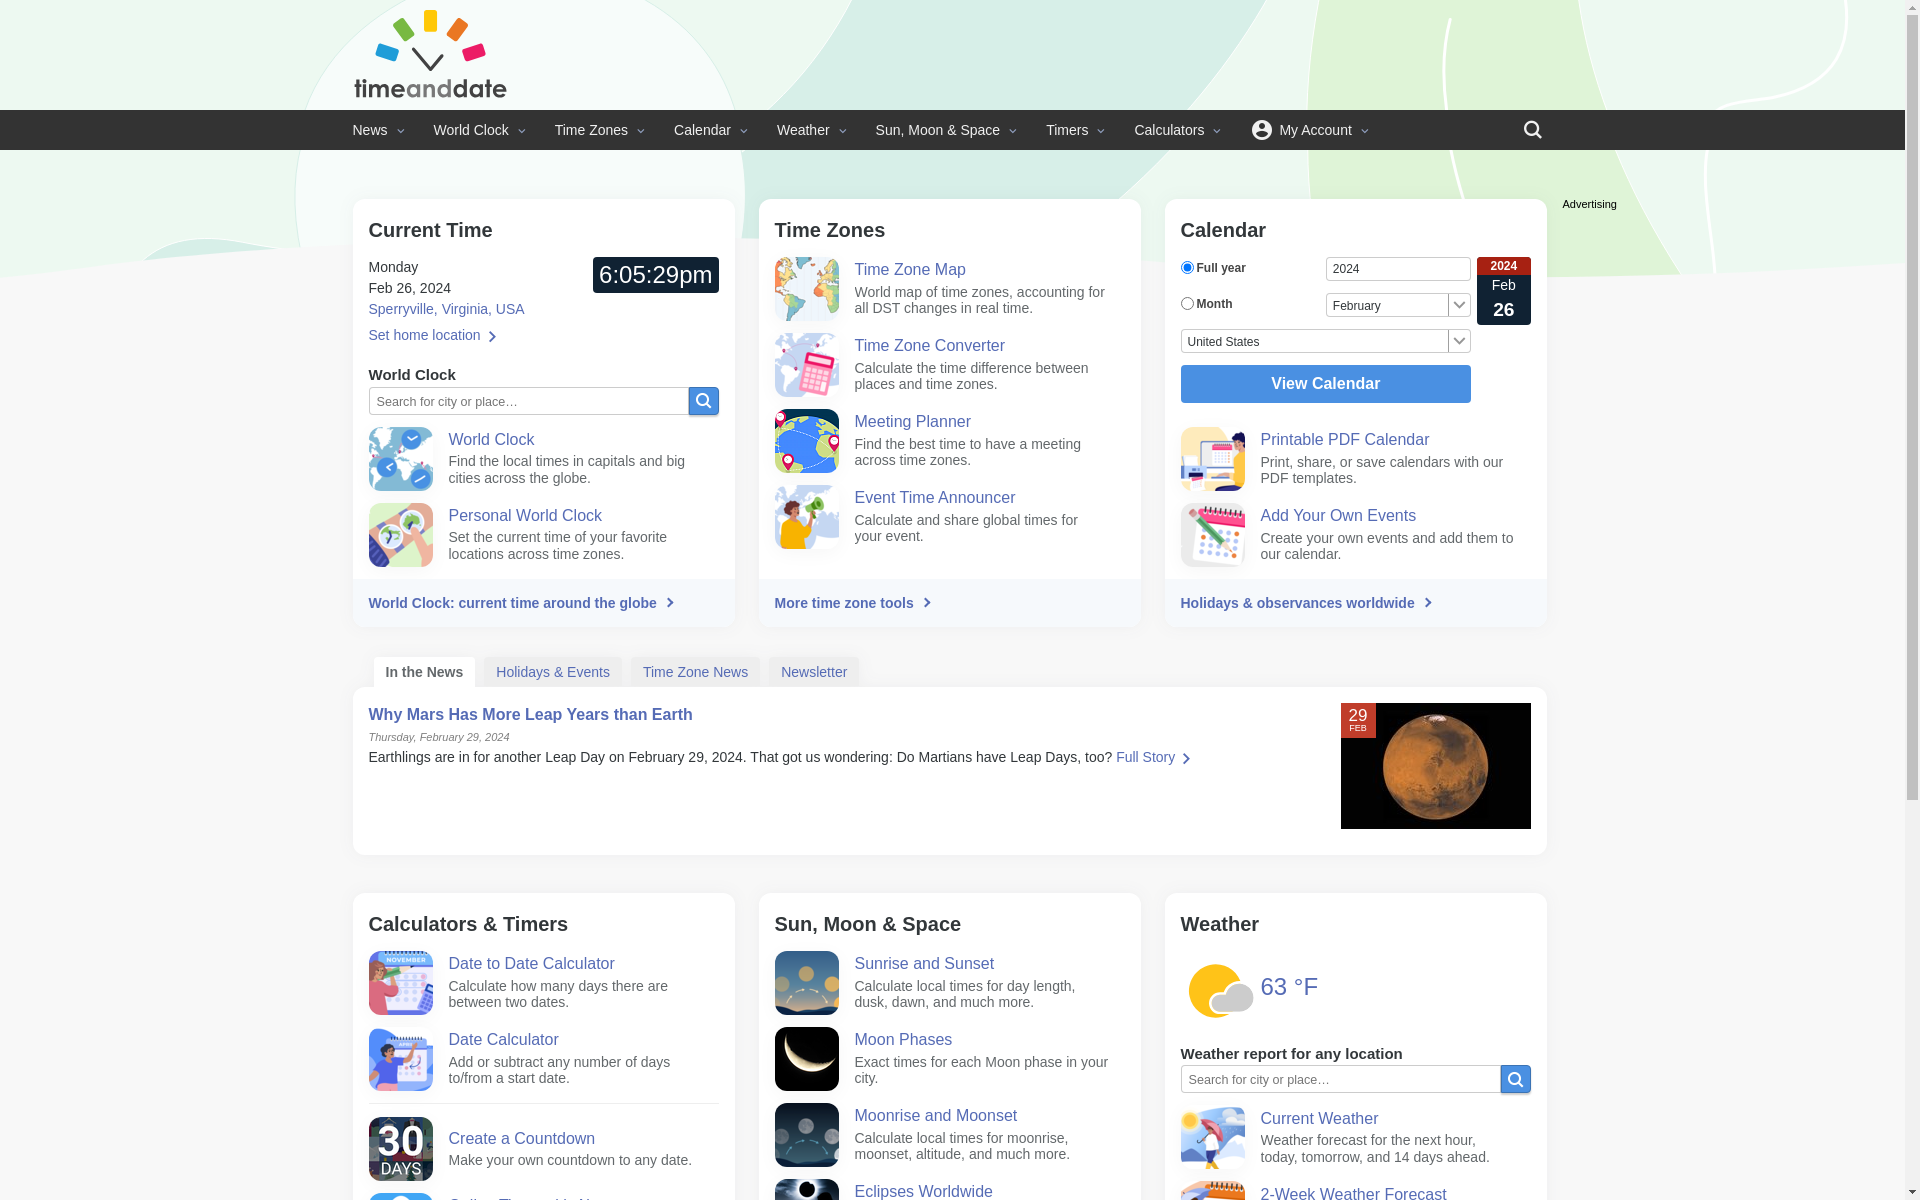 timeanddate
News
World Clock
Time Zones
Calendar
Weather
Sun, Moon & Space
Timers
Calculators
My Account
Advertising
Current Time
Monday
Feb 26, 2024
Sperryville, Virginia, USA
6:05:29pm
Set home location
World Clock
Search for city or place...
World Clock
Find the local times in capitals and big
cities across the globe.
Personal World Clock
Set the current time of your favorite
locations across time zones.
World Clock: current time around the globe
Time Zones
Time Zone Map
World map of time zones, accounting for
all DST changes in real time.
Time Zone Converter
Calculate the time difference between
places and time zones.
Meeting Planner
Find the best time to have a meeting
across time zones.
Event Time Announcer
Calculate and share global times for
your event.
More time zone tools
Calendar
Full year
2024
Month
February
2024
Feb
26
United States
View Calendar
Printable PDF Calendar
Print, share, or save calendars with our
PDF templates.
Add Your Own Events
Create your own events and add them to
our calendar.
Holidays & observances worldwide
In the News
Holidays & Events
Time Zone News
Newsletter
Why Mars Has More Leap Years than Earth
Thursday, February 29, 2024
Earthlings are in for another Leap Day on February 29, 2024. That got us wondering: Do Martians have Leap Days, too? Full Story
29
FEB
Calculators & Timers
NOVEMBER
Date to Date Calculator
Calculate how many days there are
between two dates.
Date Calculator
Add or subtract any number of days
to/from a start date.
30
DAYS
Create a Countdown
Make your own countdown to any date.
Sun, Moon & Space
Sunrise and Sunset
Calculate local times for day length,
dusk, dawn, and much more.
Moon Phases
Exact times for each Moon phase in your
city.
Moonrise and Moonset
Calculate local times for moonrise,
moonset, altitude, and much more.
Eclipses Worldwide
Weather
63 °F
Weather report for any location
Search for city or place...
Current Weather
Weather forecast for the next hour,
today, tomorrow, and 14 days ahead.
2-Week Weather Forecast